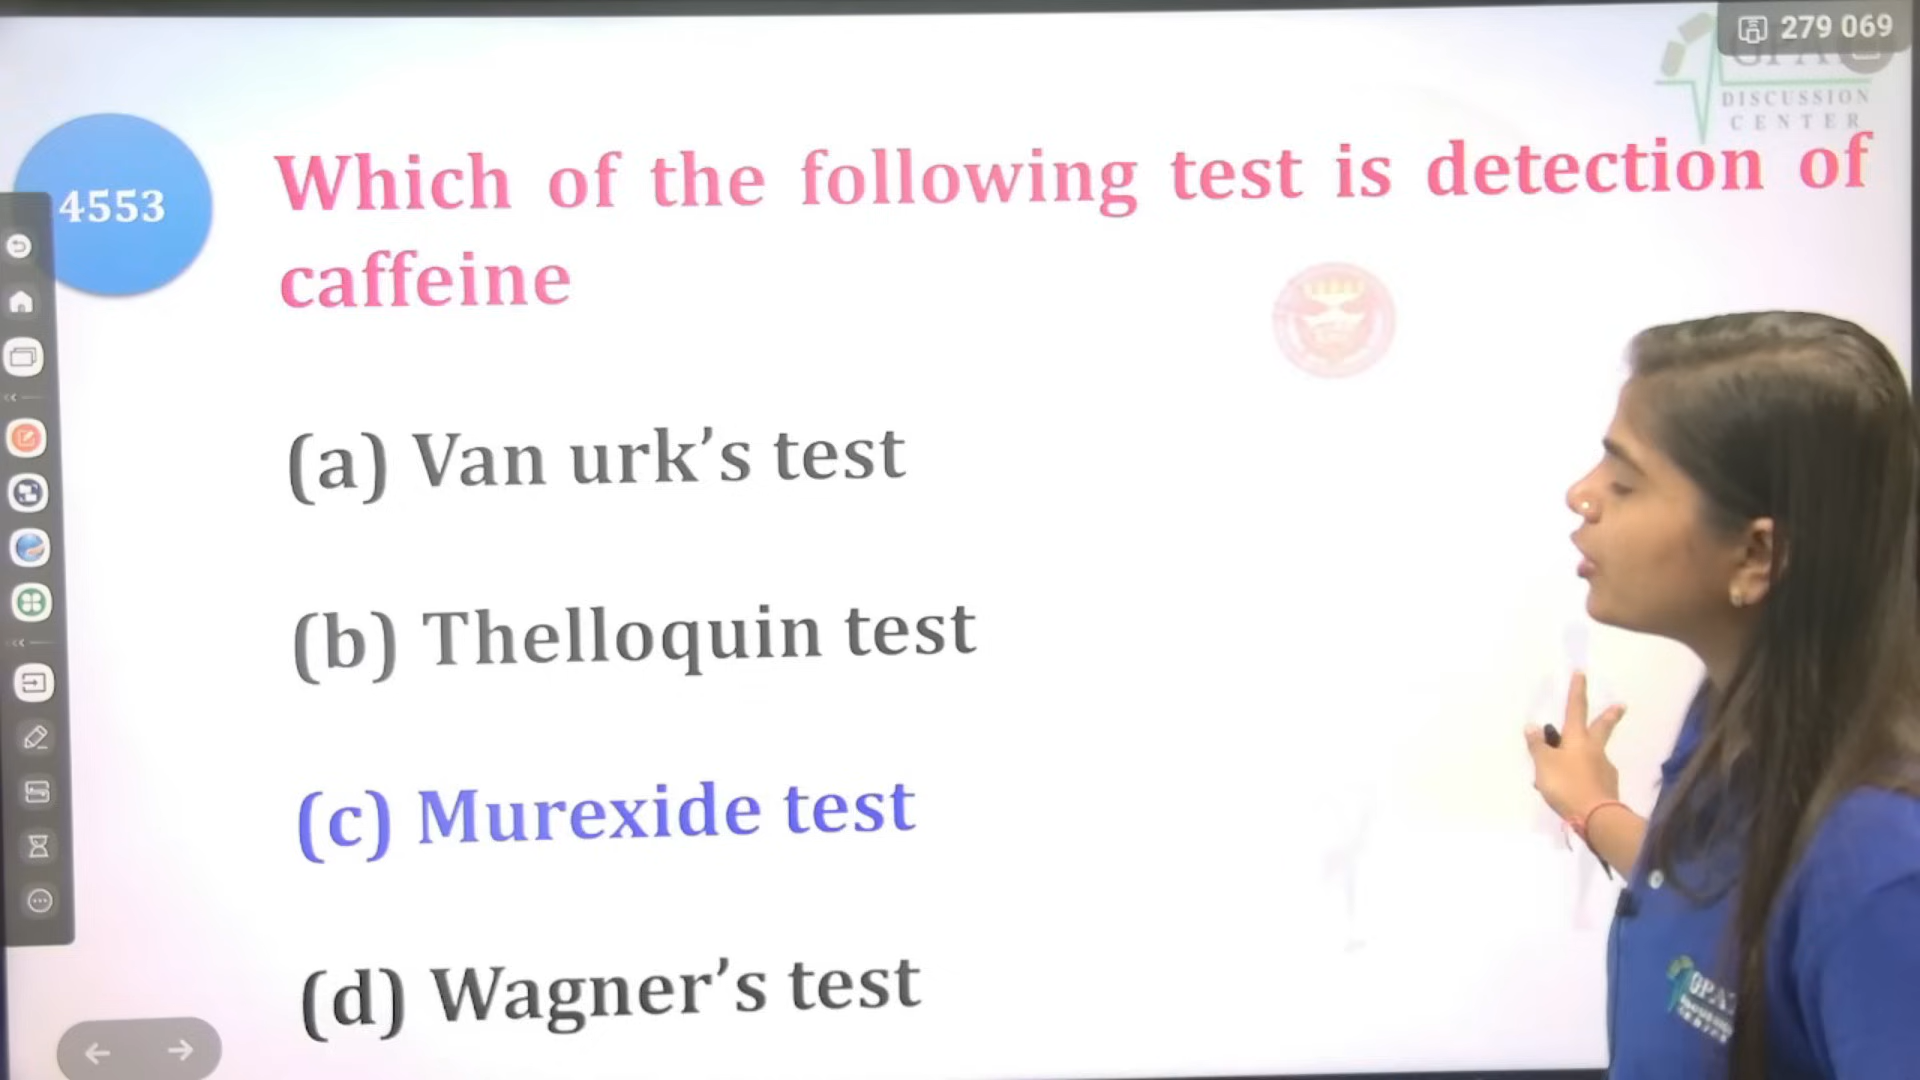 279 069
DISCUSSION
CENTER
4553
Which of the following test is detection of
caffeine
(a) Van urk’s test
(b) Thelloquin test
(c) Murexide test
(d) Wagner’s test